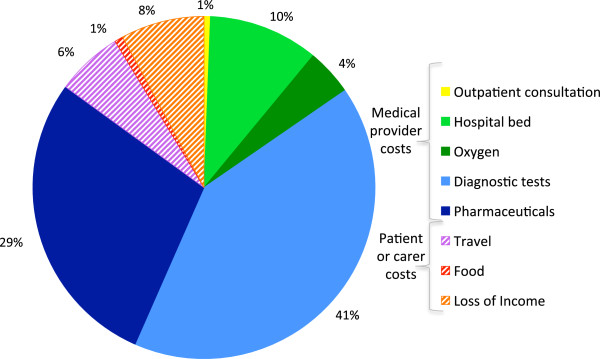 1%
10%
4%
41%
29%
6%
1%
8%
Medical
provider
costs
Outpatient consultation
Hospital bed
Oxygen
Diagnostic tests
Pharmaceuticals
Patient
or carer
costs
Travel
Food
Loss of Income